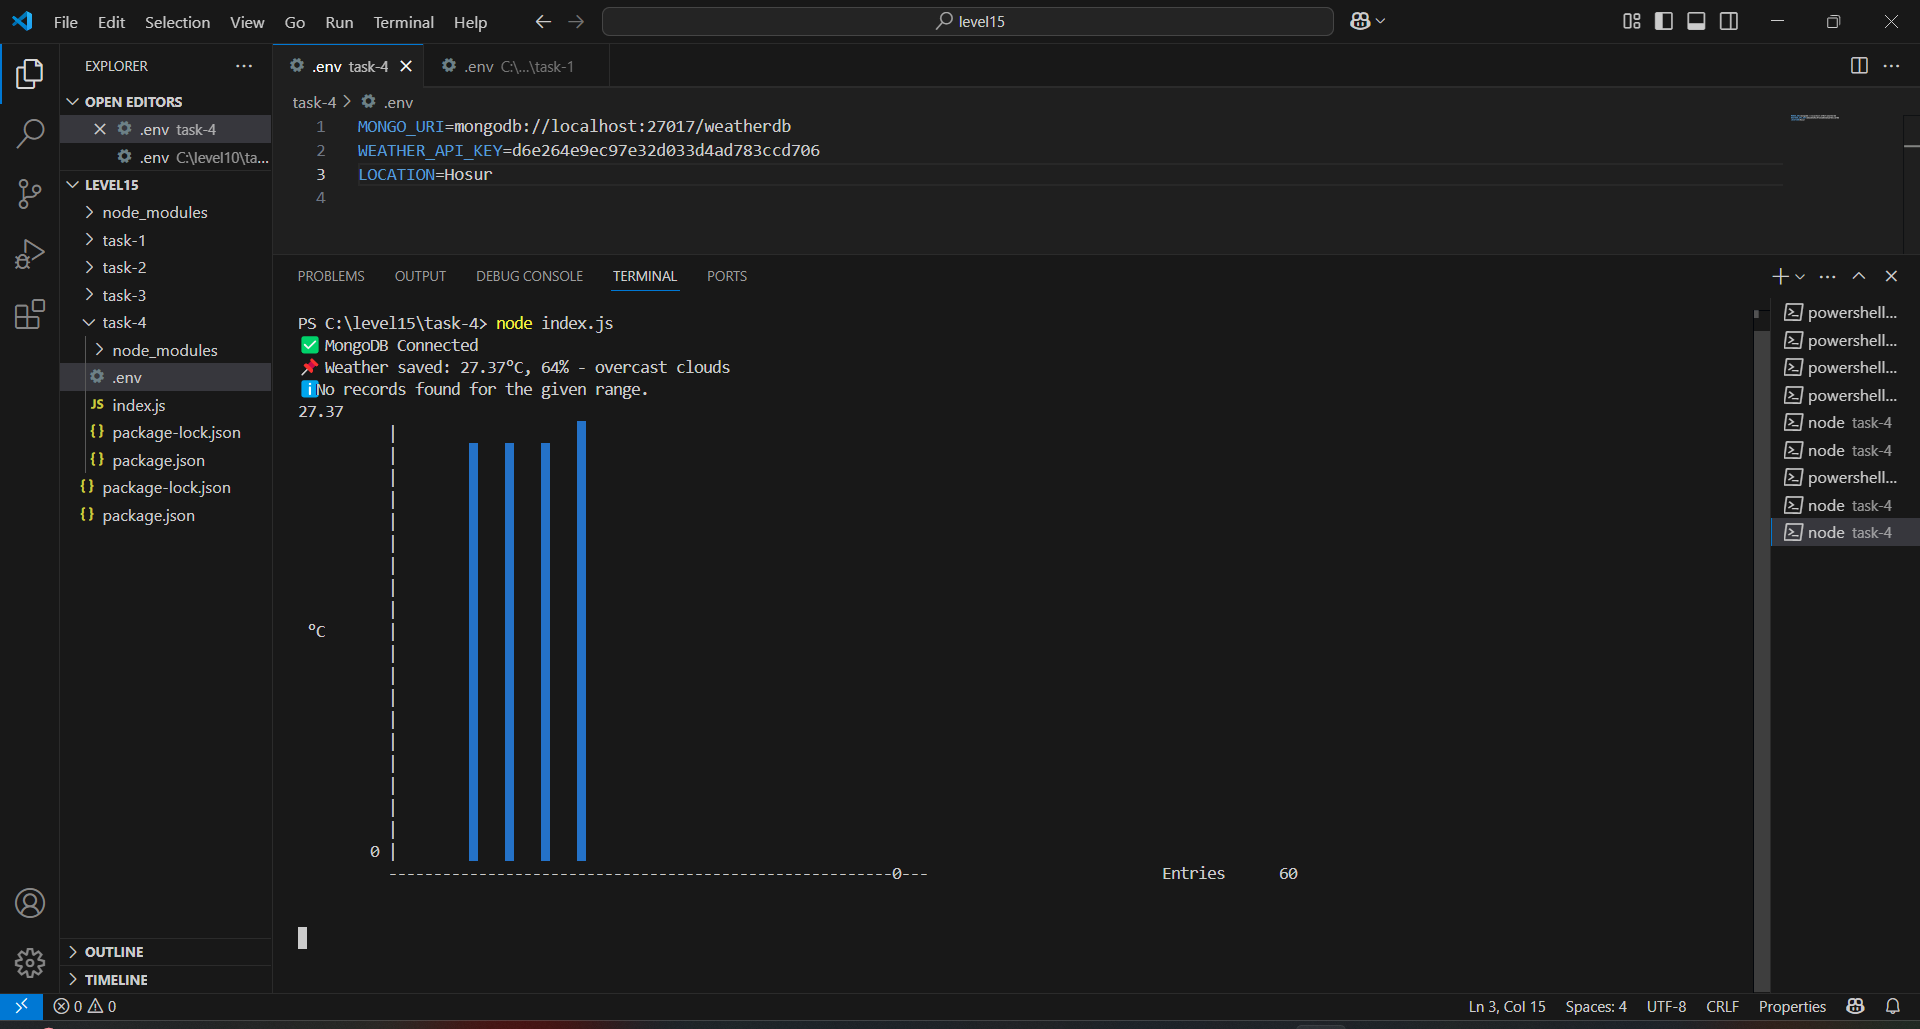 File Edit Selection View Go Run Terminal Help
level15
EXPLORER
OPEN EDITORS
.env task-4
.env C:\level10\ta...
LEVEL15
node_modules
task-1
task-2
task-3
task-4
node_modules
.env
JS index.js
{} package-lock.json
{} package.json
{} package-lock.json
{} package.json
OUTLINE
TIMELINE
.env task-4
.env C:\...\task-1
task-4 > .env
1 MONGO_URI=mongodb://localhost:27017/weatherdb
2 WEATHER_API_KEY=d6e264e9ec97e32d033d4ad783ccd706
3 LOCATION=Hosur
4
PROBLEMS OUTPUT DEBUG CONSOLE TERMINAL PORTS
PS C:\level15\task-4> node index.js
✅ MongoDB Connected
📌 Weather saved: 27.37°C, 64% - overcast clouds
ℹ️No records found for the given range.
27.37
°C
0
--------------------------------------------------------0--- Entries 60
powershell...
powershell...
powershell...
powershell...
node task-4
node task-4
powershell...
node task-4
node task-4
0 0
Ln 3, Col 15 Spaces: 4 UTF-8 CRLF Properties